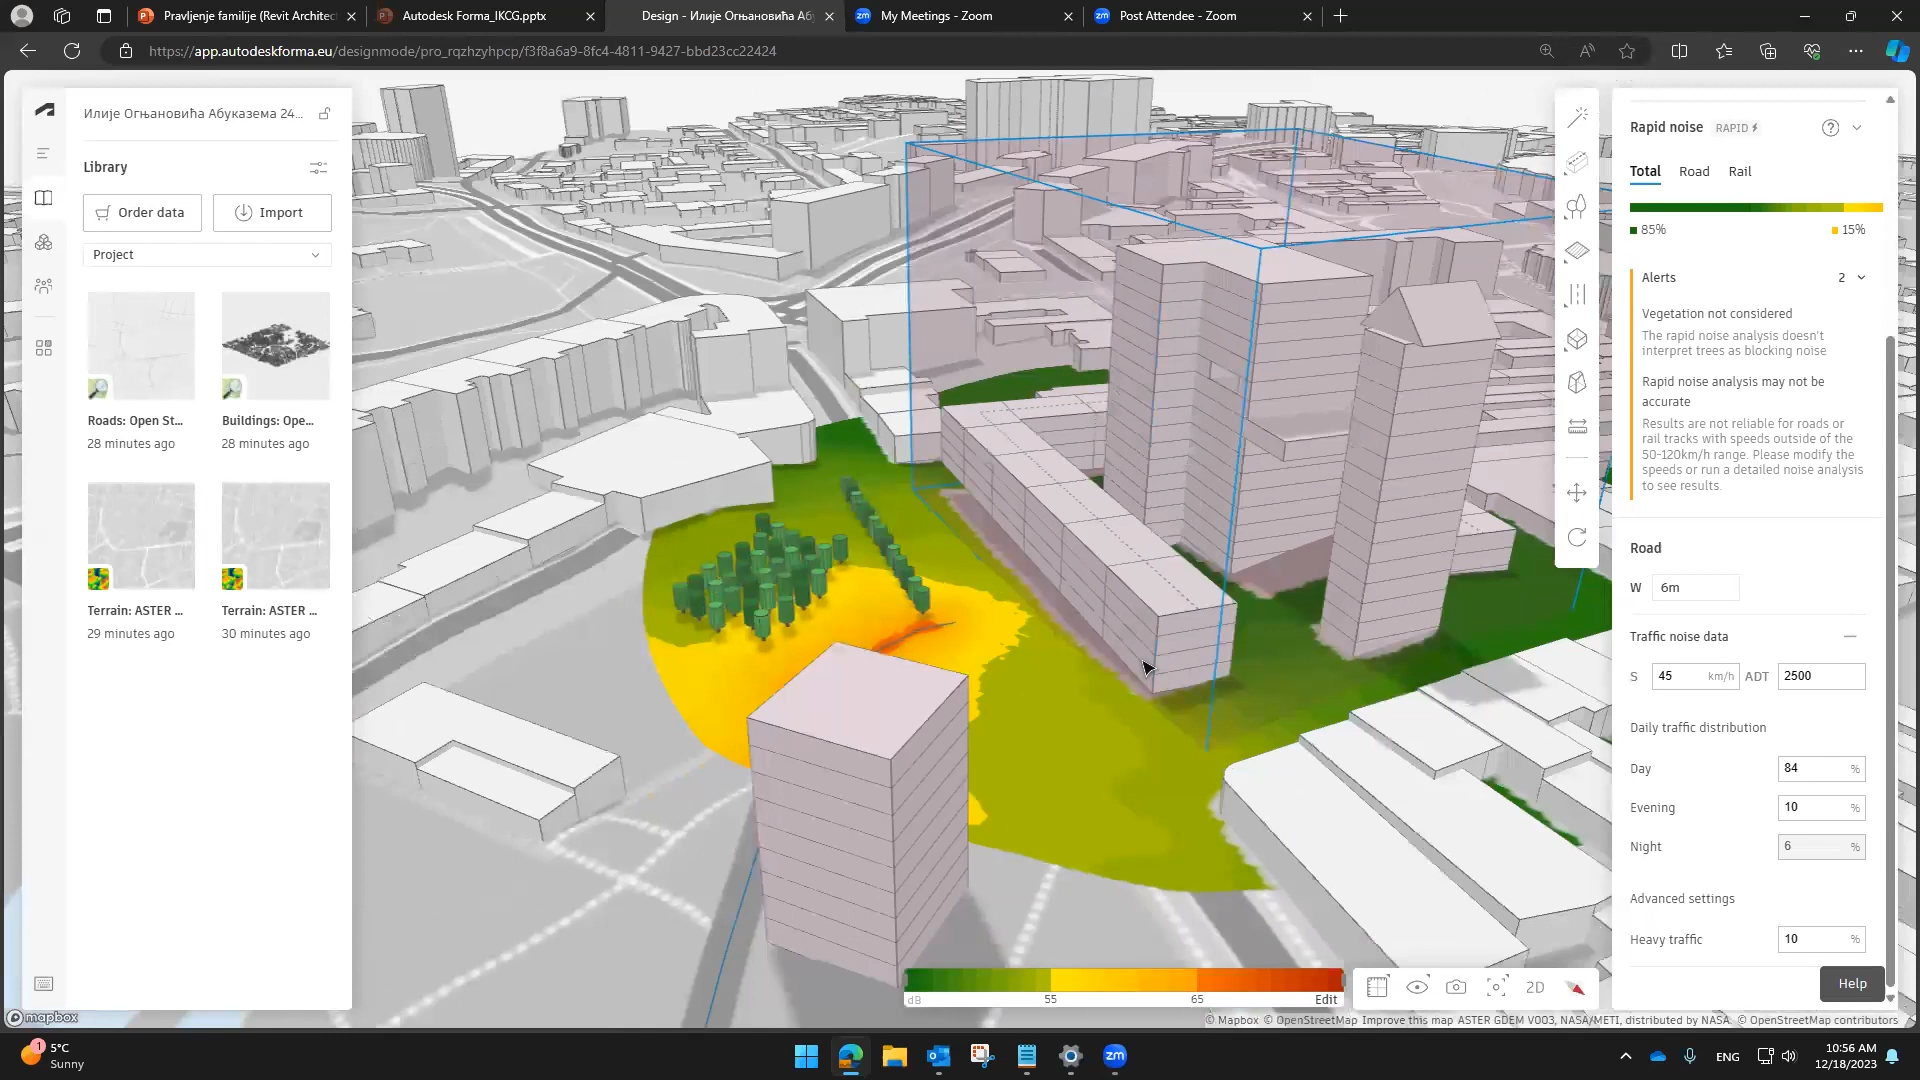 Pravljenje familije (Revit Architec
Autodesk Forma_IKCG.pptx
Design - Илије Огњановића Аб
My Meetings - Zoom
Post Attendee - Zoom
https://app.autodeskforma.eu/designmode/pro_rqzhzyhpcp/f3f8a6a9-8fc4-4811-9427-bbd23cc22424
Илије Огњановића Абуказема 24...
Library
Order data
Import
Project
Roads: Open St...
28 minutes ago
Buildings: Ope...
28 minutes ago
Terrain: ASTER ...
29 minutes ago
Terrain: ASTER ...
30 minutes ago
Rapid noise RAPID
Total Road Rail
85% 15%
Alerts 2
Vegetation not considered
The rapid noise analysis doesn't
interpret trees as blocking noise
Rapid noise analysis may not be
accurate
Results are not reliable for roads or
rail tracks with speeds outside of the
50-120km/h range. Please modify the
speeds or run a detailed noise analysis
to see results.
Road
W 6m
Traffic noise data
S 45 km/h ADT 2500
Daily traffic distribution
Day 84 %
Evening 10 %
Night 6 %
Advanced settings
Heavy traffic 10 %
Help
dB 55 65 Edit
2D
mapbox
© Mapbox © OpenStreetMap Improve this map ASTER GDEM V003, NASA/METI, distributed by NASA. © OpenStreetMap contributors
1
5°C
Sunny
zm
ENG
10:56 AM
12/18/2023